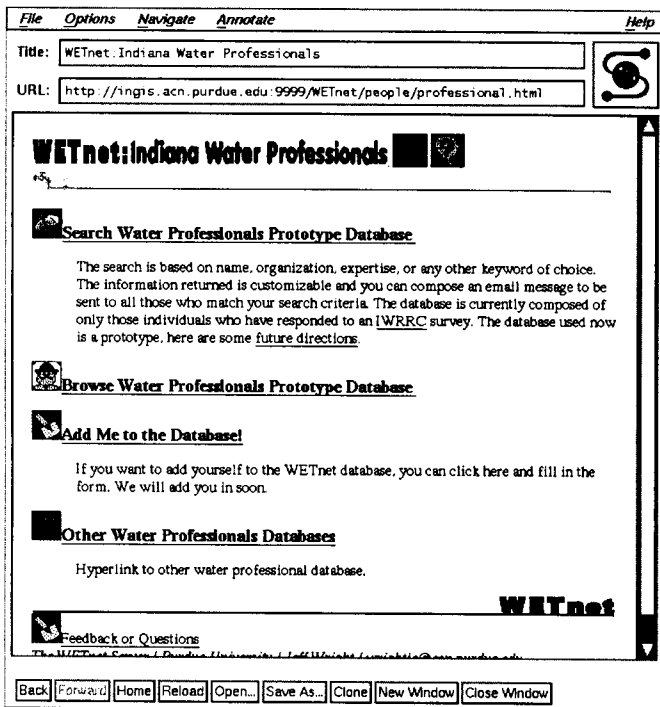 File Options Navigate Annotate Help
Title: WETnet:Indiana Water Professionals
URL: http://ingis.acn.purdue.edu:9999/WETnet/people/professional.html
WETnet:Indiana Water Professionals
Search Water Professionals Prototype Database
The search is based on name, organization, expertise, or any other keyword of choice.
The information returned is customizable and you can compose an email message to be
sent to all those who match your search criteria. The database is currently composed of
only those individuals who have responded to an IWRRC survey. The database used now
is a prototype, here are some future directions.
Browse Water Professionals Prototype Database
Add Me to the Database!
If you want to add yourself to the WETnet database, you can click here and fill in the
form. We will add you in soon.
Other Water Professionals Databases
Hyperlink to other water professional database.
WETnet
Feedback or Questions
The WETnet Server / Purdue University / Jeff Wright /
Back Forward Home Reload Open... Save As... Clone New Window Close Window